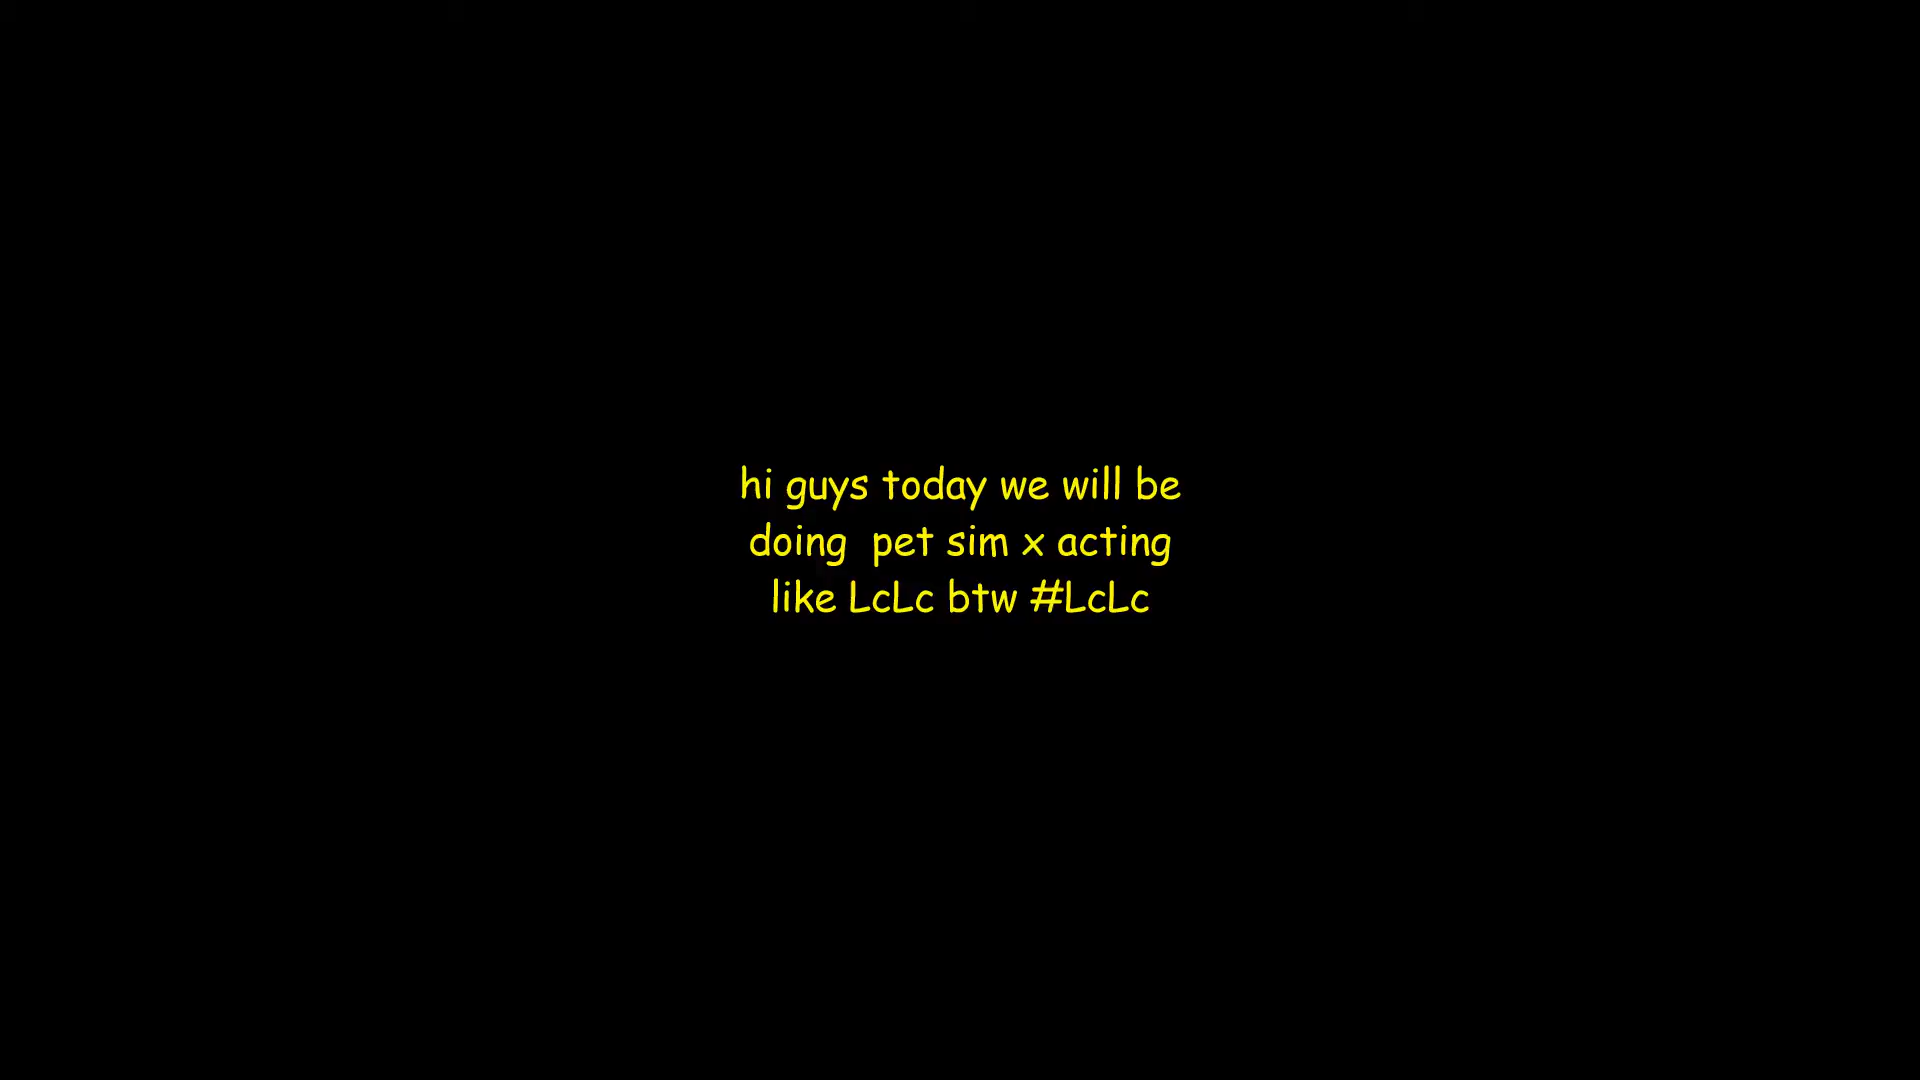 hi guys today we will be
doing  pet sim x acting
like LcLc btw #LcLc